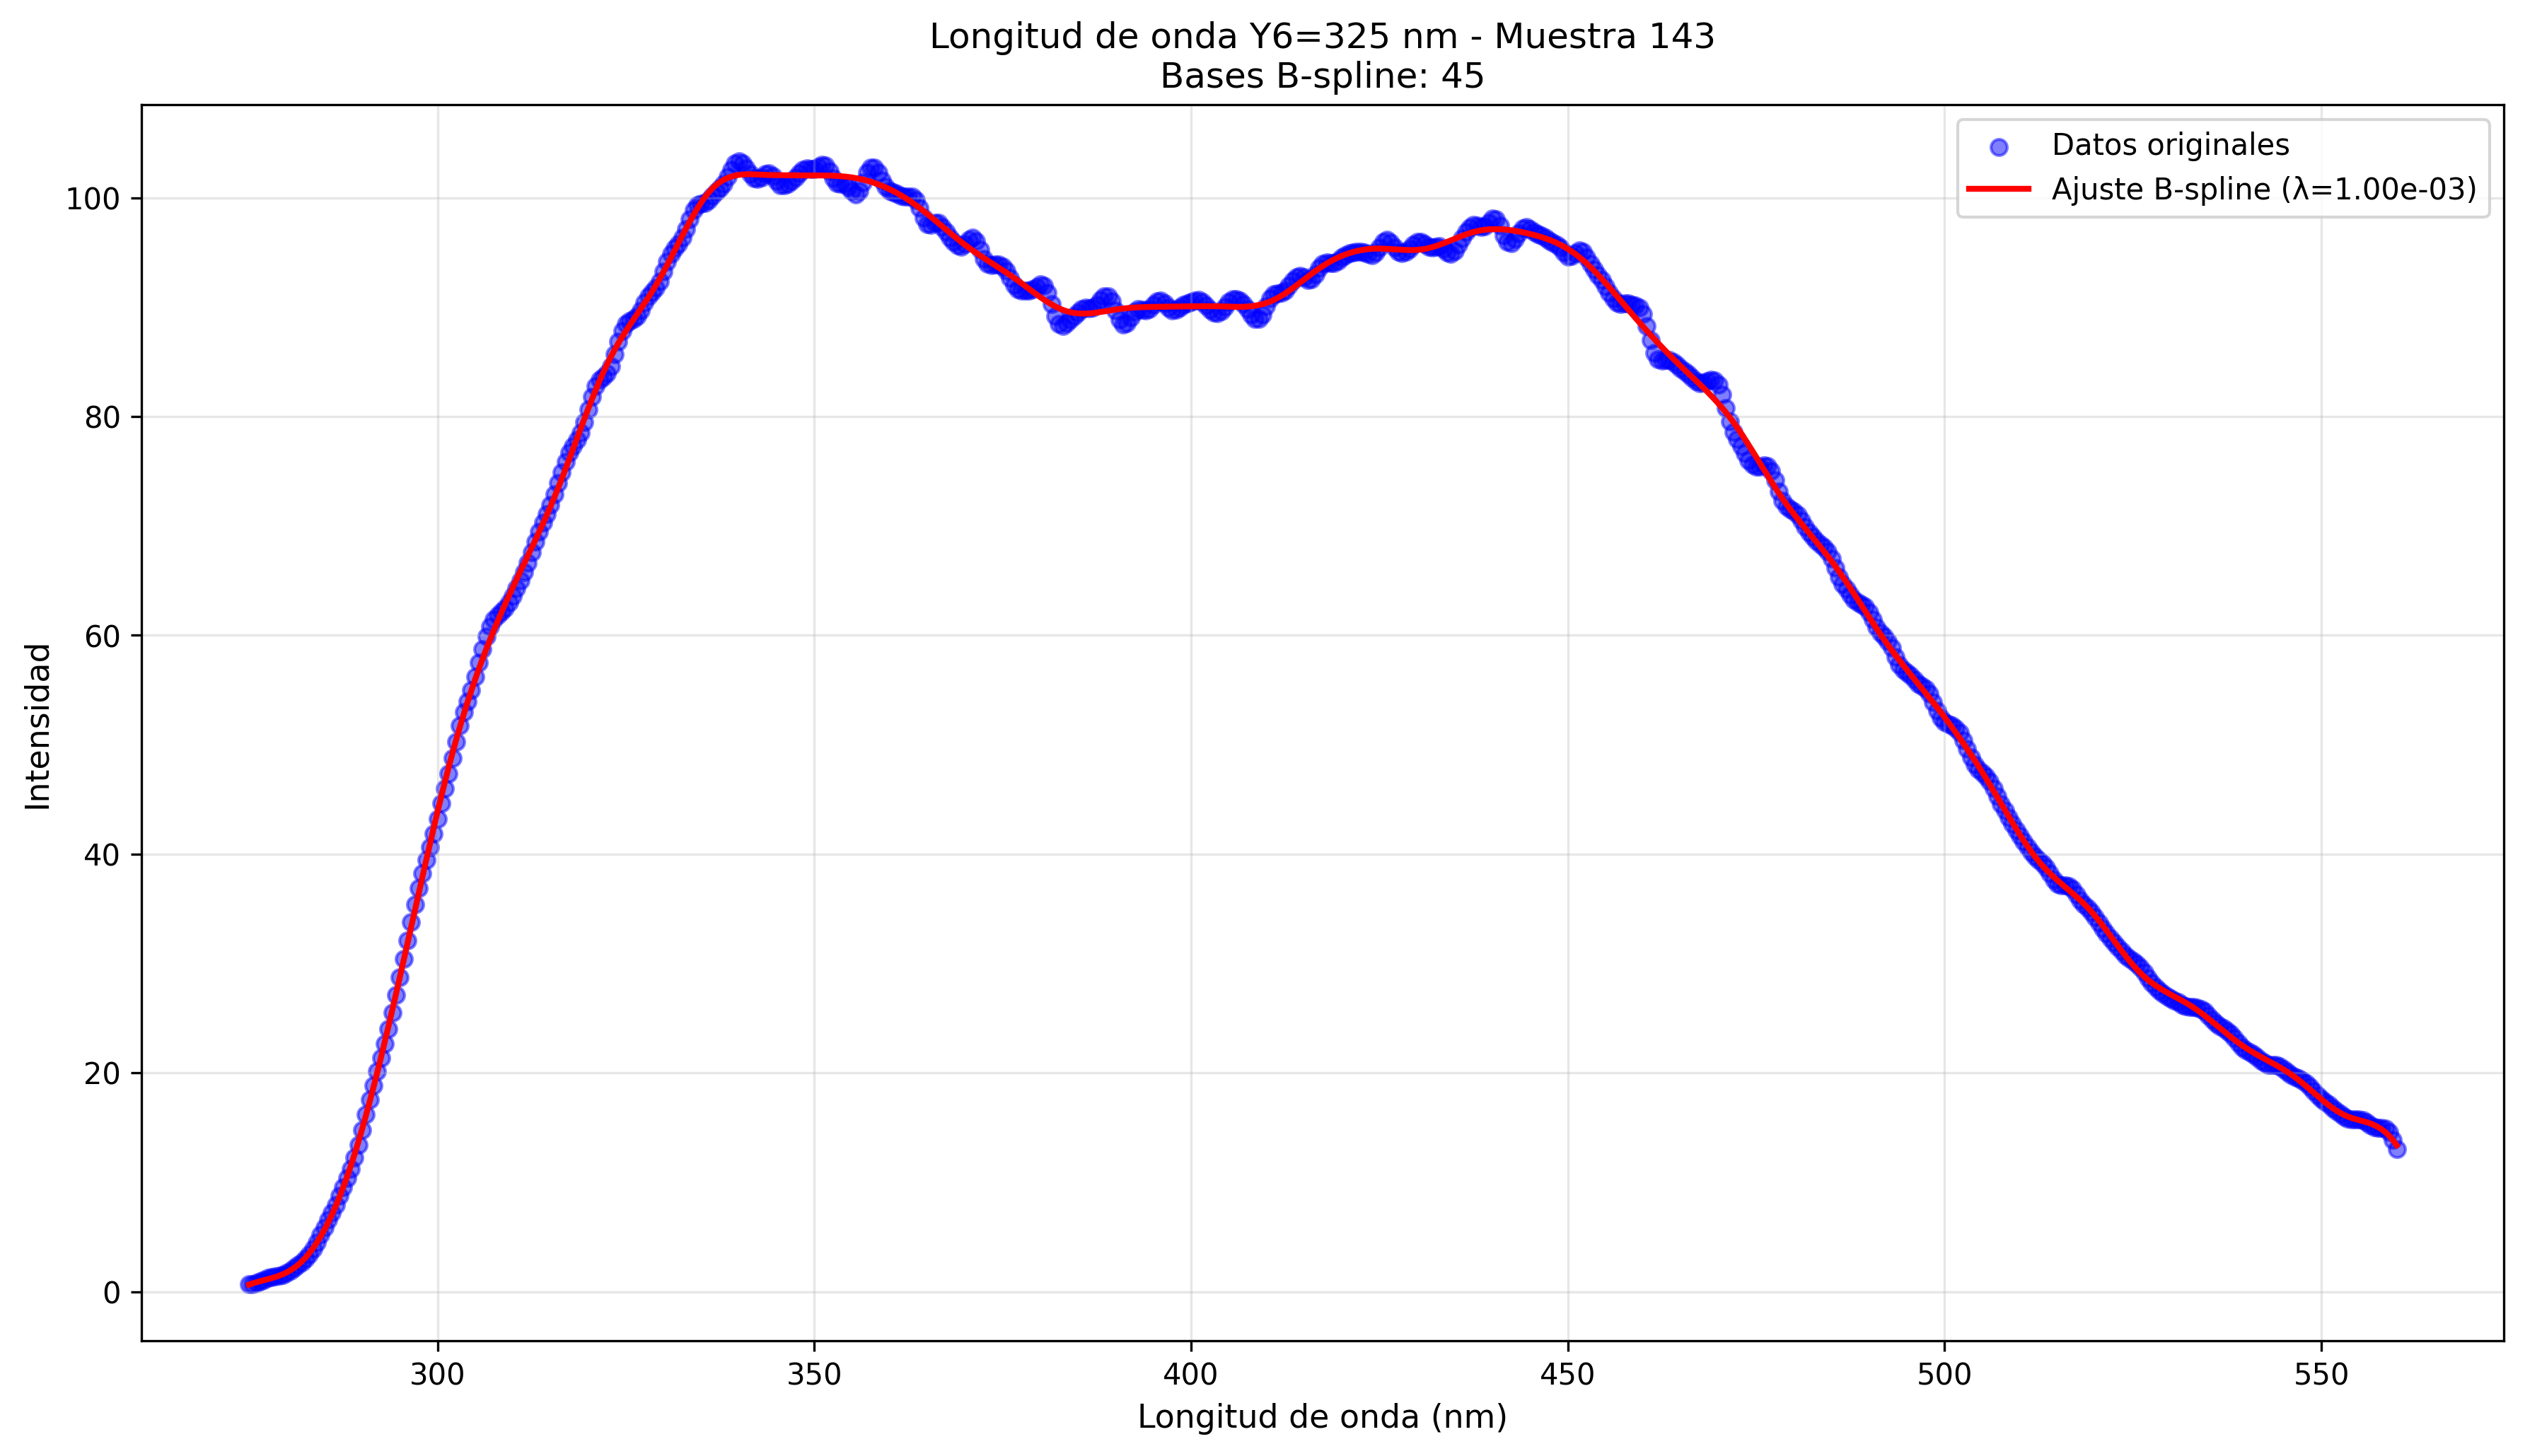 Longitud de onda Y6=325 nm - Muestra 143
Bases B-spline: 45
Datos originales
Ajuste B-spline (λ=1.00e-03)
Intensidad
100
80
60
40
20
0
300
350
400
450
500
550
Longitud de onda (nm)